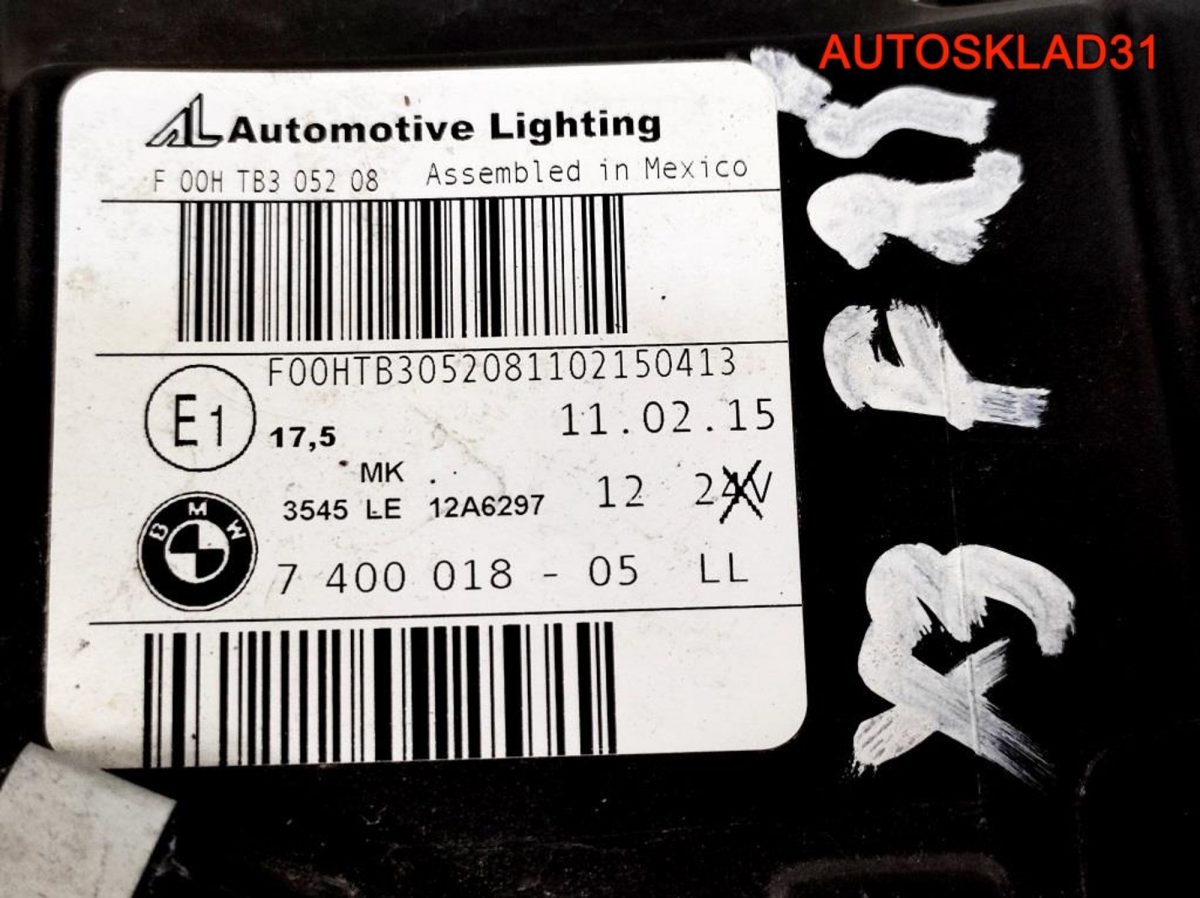 AUTOSKLAD31
AL Automotive Lighting
F 00H TB3 052 08 Assembled in Mexico
F00HTB3052081102150413
E1
17,5
11.02.15
MK
3545 LE 12A6297
12 24V
BMW
7 400 018 - 05 LL
X3